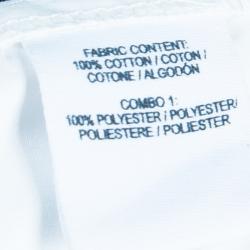 FABRIC CONTENT:
100% COTTON / COTON /
COTONE / ALGODÓN
COMBO 1:
100% POLYESTER / POLYESTER/
POLIESTERE / POLIESTER